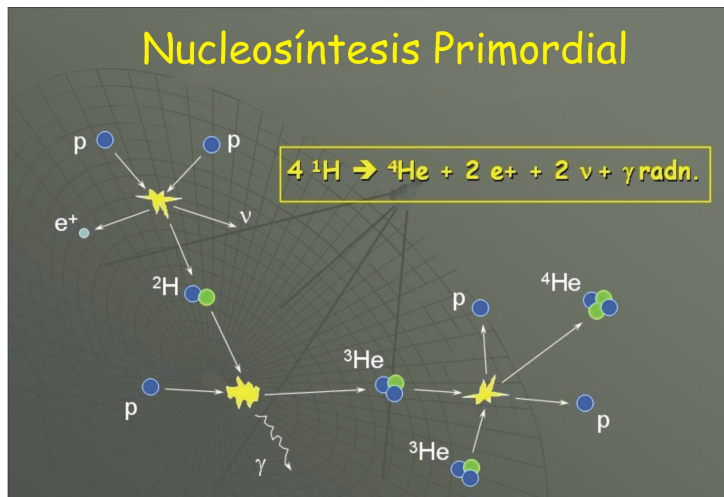 Nucleosíntesis Primordial
p
p
4 ¹H ➔ ⁴He + 2 e+ + 2 ν + γ radn.
e⁺
ν
²H
p
⁴He
³He
p
p
³He
γ